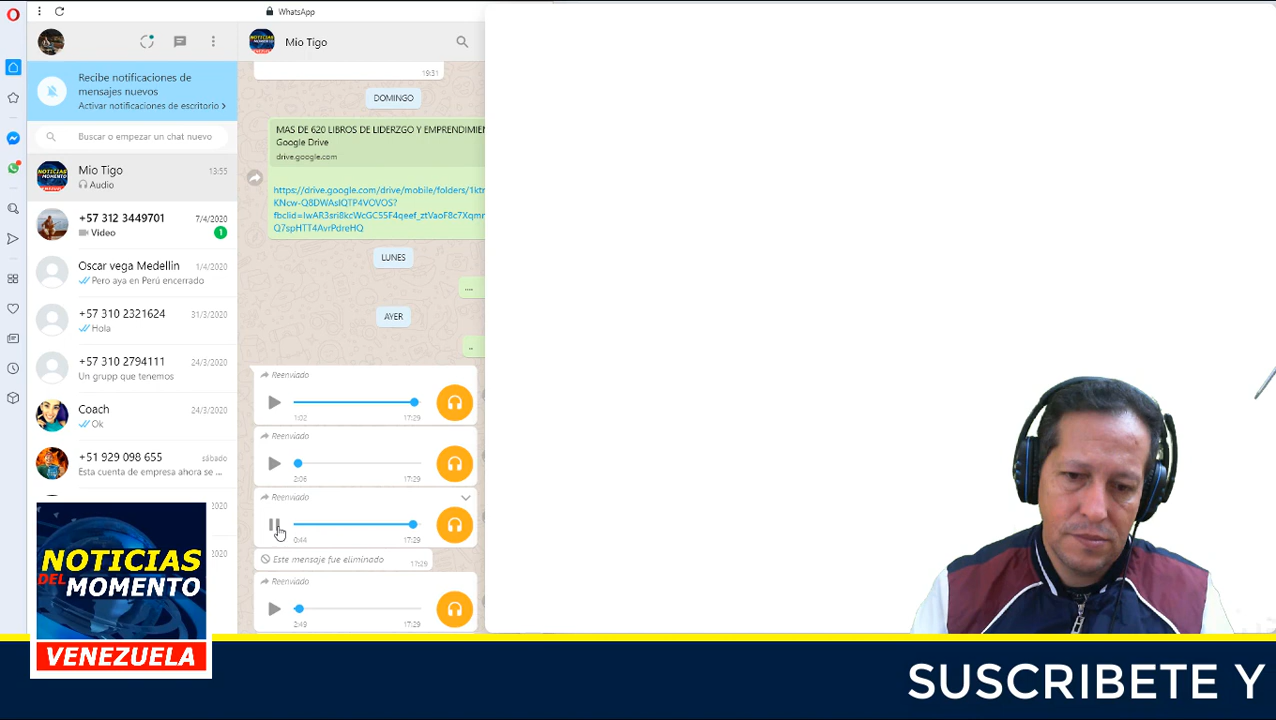 WhatsApp
Mio Tigo
Recibe notificaciones de
mensajes nuevos
Activar notificaciones de escritorio >
Buscar o empezar un chat nuevo
Mio Tigo
13:55
Audio
+57 312 3449701
7/4/2020
Video
1
Oscar vega Medellin
1/4/2020
Pero aya en Perú encerrado
+57 310 2321624
31/3/2020
Hola
+57 310 2794111
24/3/2020
Un grupp que tenemos
Coach
24/3/2020
Ok
+51 929 098 655
sábado
Esta cuenta de empresa ahora se ...
2020
2020
19:31
DOMINGO
MAS DE 620 LIBROS DE LIDERZGO Y EMPRENDIMIEN
Google Drive
drive.google.com
https://drive.google.com/drive/mobile/folders/1ktr
KNcw-Q8DWAsIQTP4VOVOS?
fbclid=IwAR3sri8kcWcGC55F4qeef_ztVaoF8c7Xqmr
Q7spHTT4AvrPdreHQ
LUNES
....
AYER
..
Reenviado
1:02
17:29
Reenviado
2:06
17:29
Reenviado
0:44
17:29
Este mensaje fue eliminado
17:29
Reenviado
2:49
17:29
NOTICIAS
DEL MOMENTO
VENEZUELA
SUSCRIBETE Y